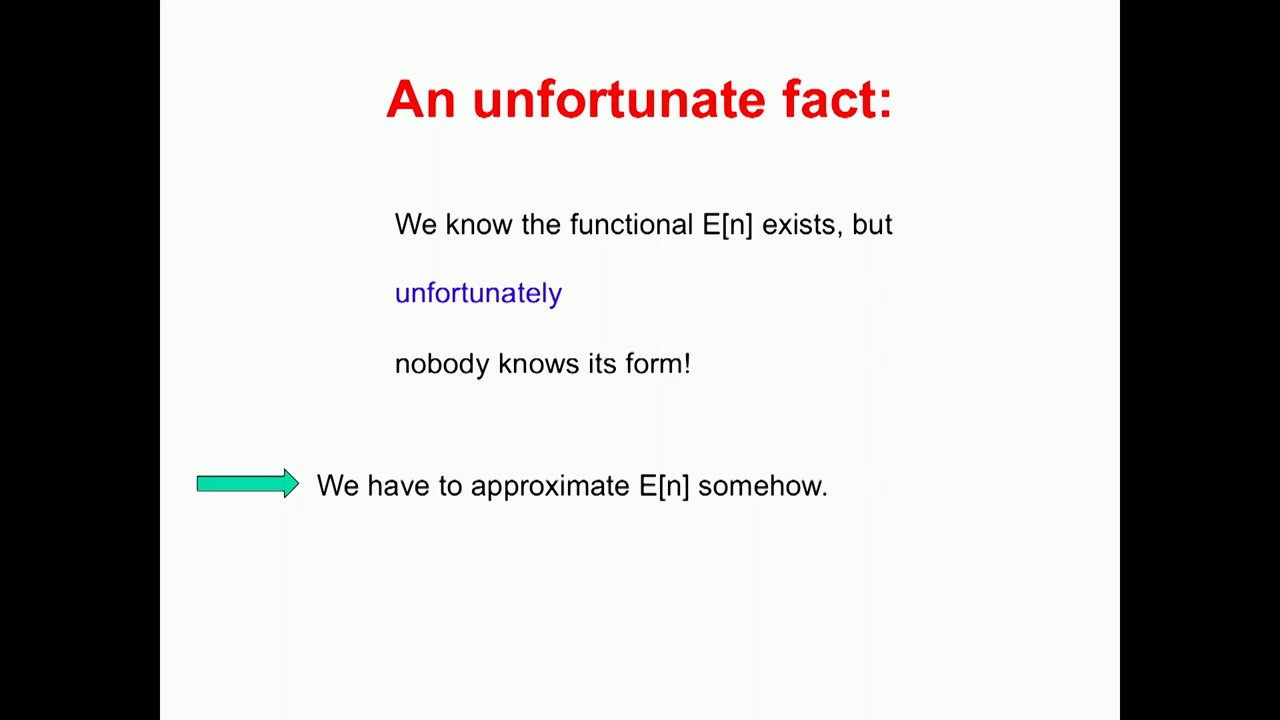 An unfortunate fact:
We know the functional E[n] exists, but
unfortunately
nobody knows its form!
We have to approximate E[n] somehow.